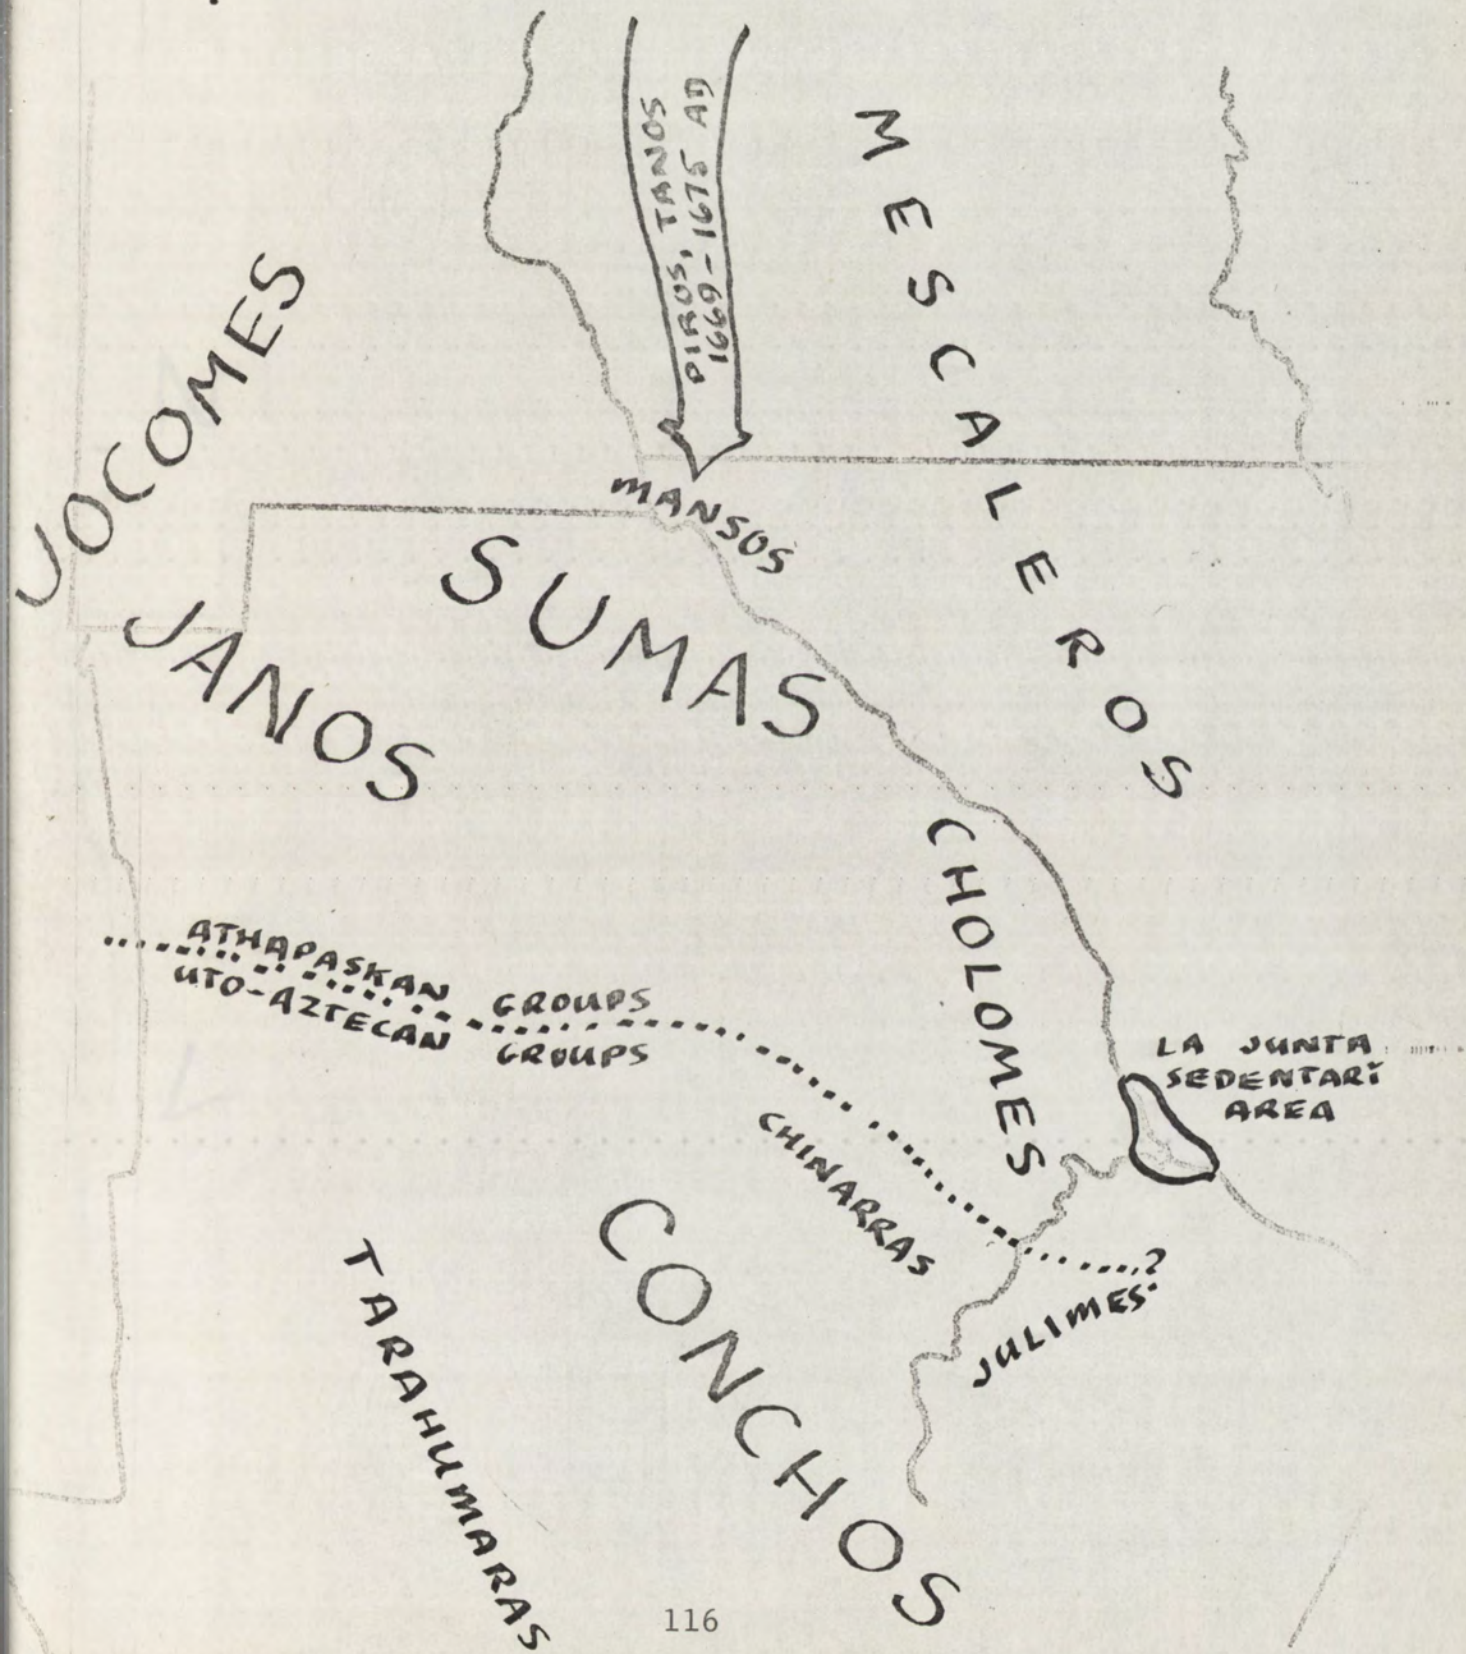 PIROS, TANOS
1669-1675 AD
MESCALEROS
JOCOMES
MANSOS
SUMAS
JANOS
CHOLOMES
ATHAPASKAN GROUPS
UTO-AZTECAN GROUPS
LA JUNTA
SEDENTARY
AREA
CHINARRAS
CONCHOS
?
JULIMES
TARAHUMARAS
116